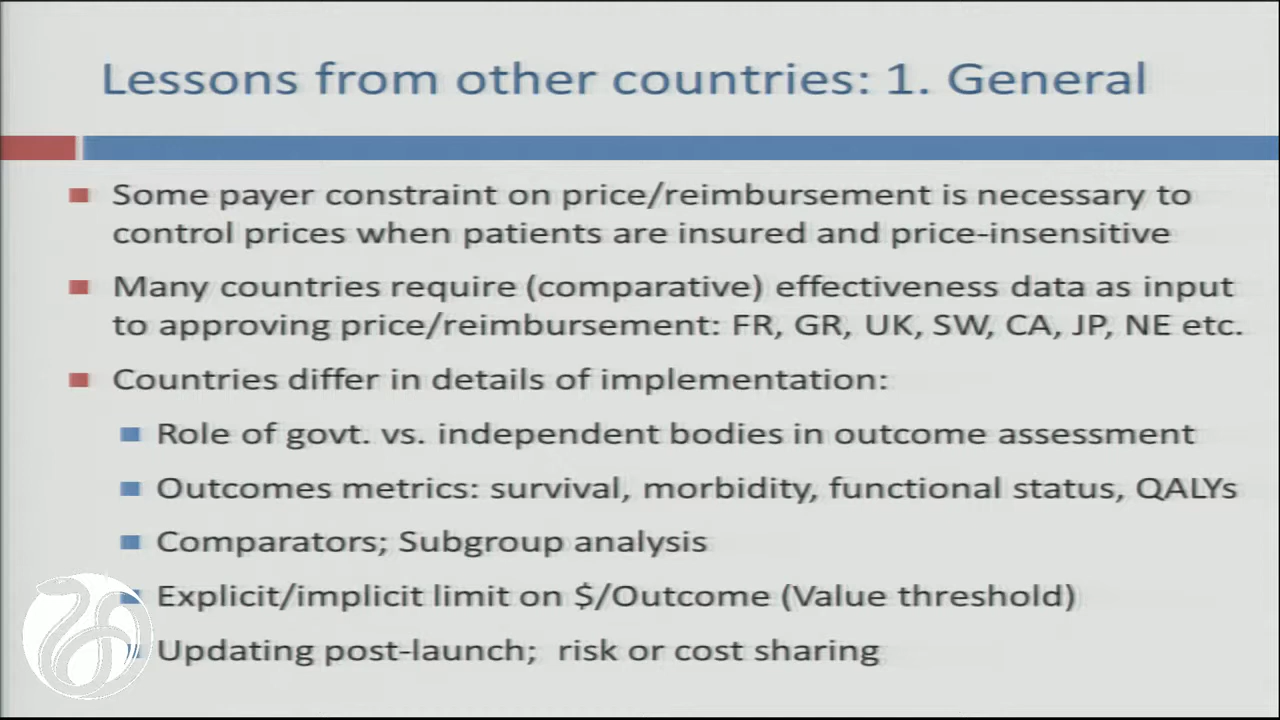 Lessons from other countries: 1. General
Some payer constraint on price/reimbursement is necessary to
control prices when patients are insured and price-insensitive
Many countries require (comparative) effectiveness data as input
to approving price/reimbursement: FR, GR, UK, SW, CA, JP, NE etc.
Countries differ in details of implementation:
Role of govt. vs. independent bodies in outcome assessment
Outcomes metrics: survival, morbidity, functional status, QALYs
Comparators; Subgroup analysis
Explicit/implicit limit on $/Outcome (Value threshold)
Updating post-launch; risk or cost sharing